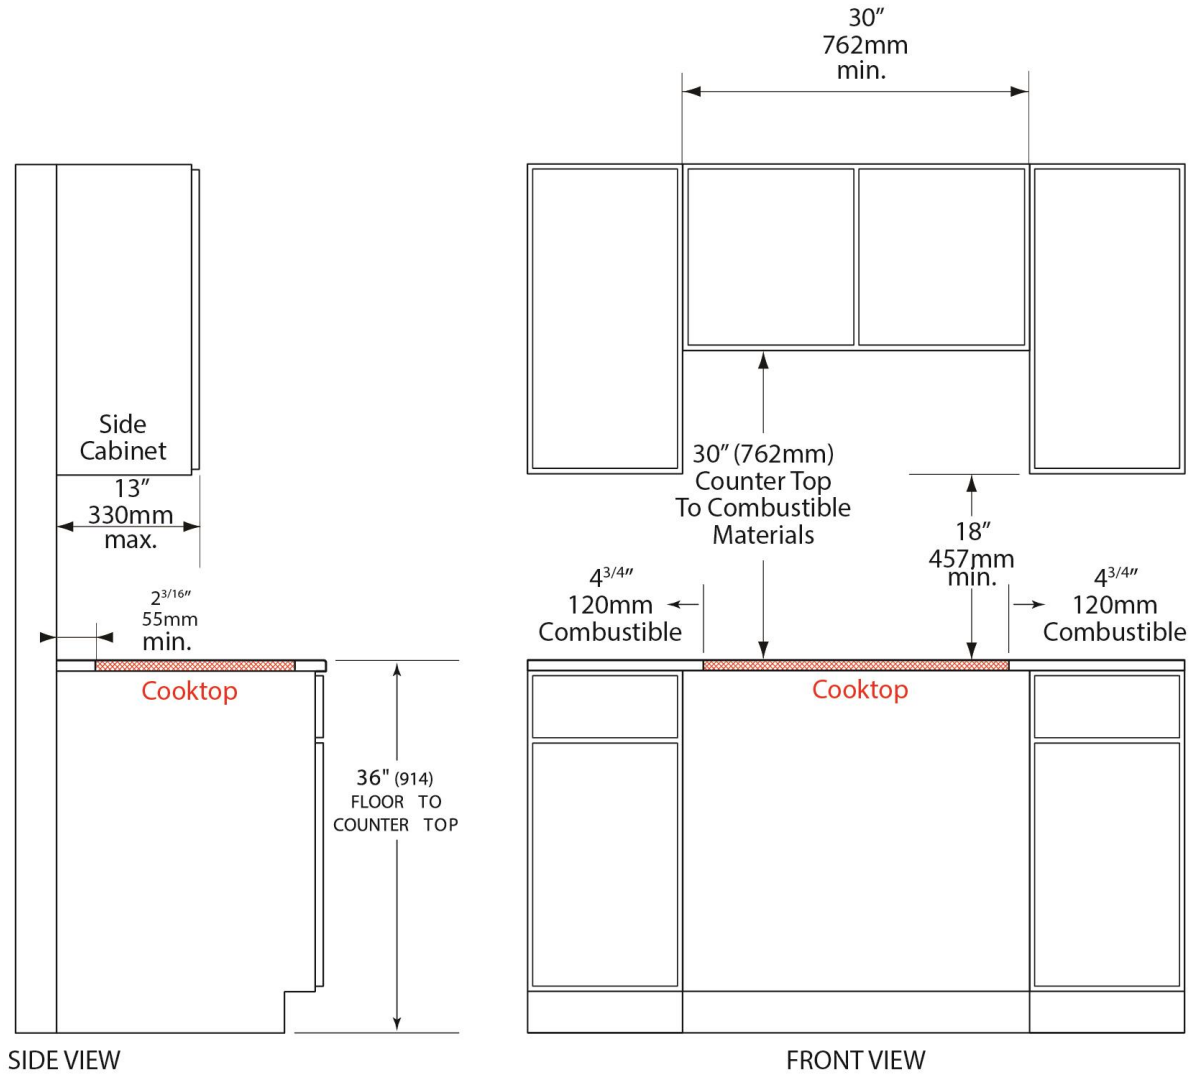 30”
762mm
min.
Side
Cabinet
13”
330mm
max.
2 3/16”
55mm
min.
Cooktop
36" (914)
FLOOR TO
COUNTER TOP
SIDE VIEW
30” (762mm)
Counter Top
To Combustible
Materials
18”
457mm
min.
4 3/4”
120mm
Combustible
4 3/4”
120mm
Combustible
Cooktop
FRONT VIEW